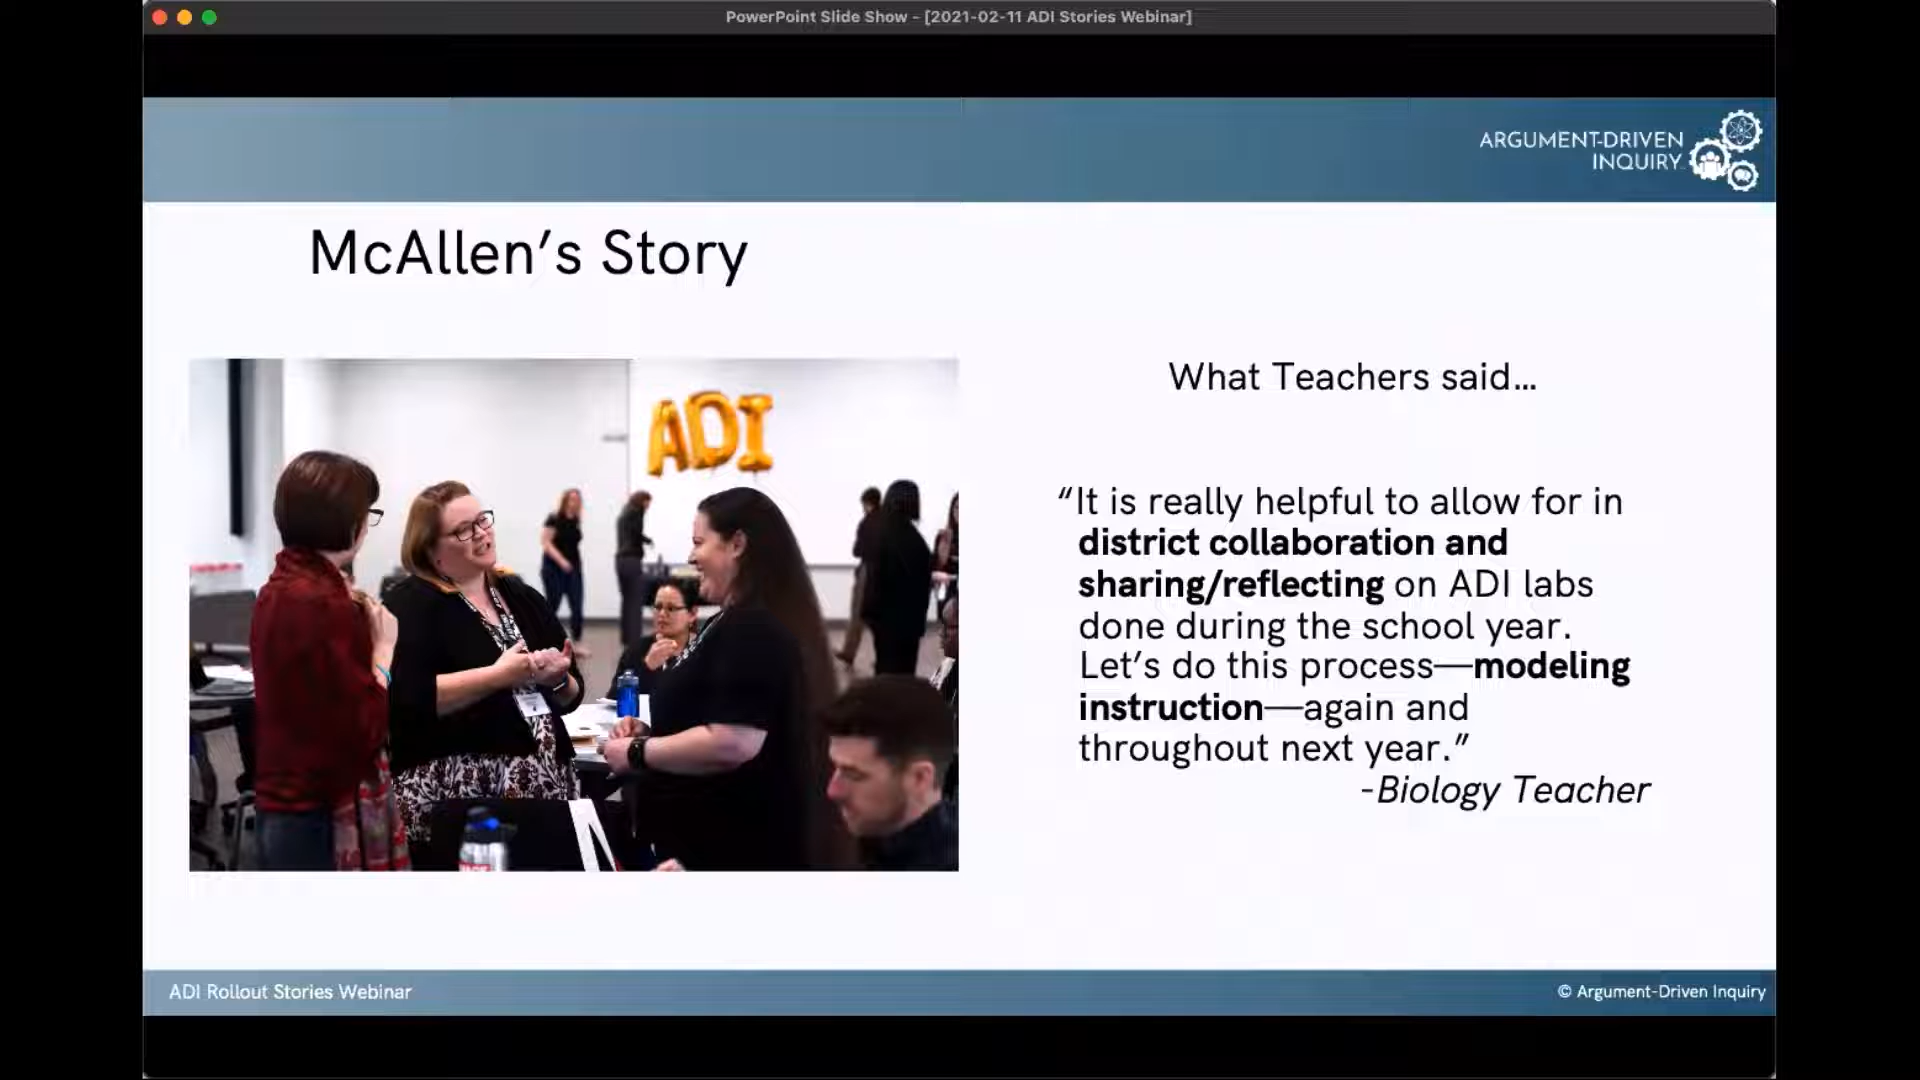 PowerPoint Slide Show - [2021-02-11 ADI Stories Webinar]
ARGUMENT-DRIVEN
INQUIRY
McAllen’s Story
ADI
What Teachers said...
“It is really helpful to allow for in
district collaboration and
sharing/reflecting on ADI labs
done during the school year.
Let’s do this process—modeling
instruction—again and
throughout next year.”
-Biology Teacher
ADI Rollout Stories Webinar
© Argument-Driven Inquiry